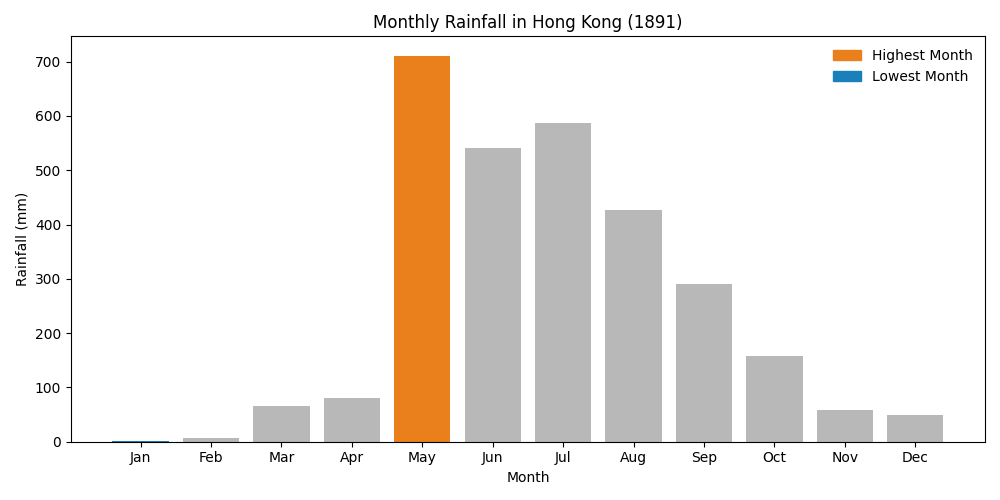 Monthly Rainfall in Hong Kong (1891)
Highest Month
Lowest Month
Rainfall (mm)
700
600
500
400
300
200
100
0
Jan Feb Mar Apr May Jun Jul Aug Sep Oct Nov Dec
Month